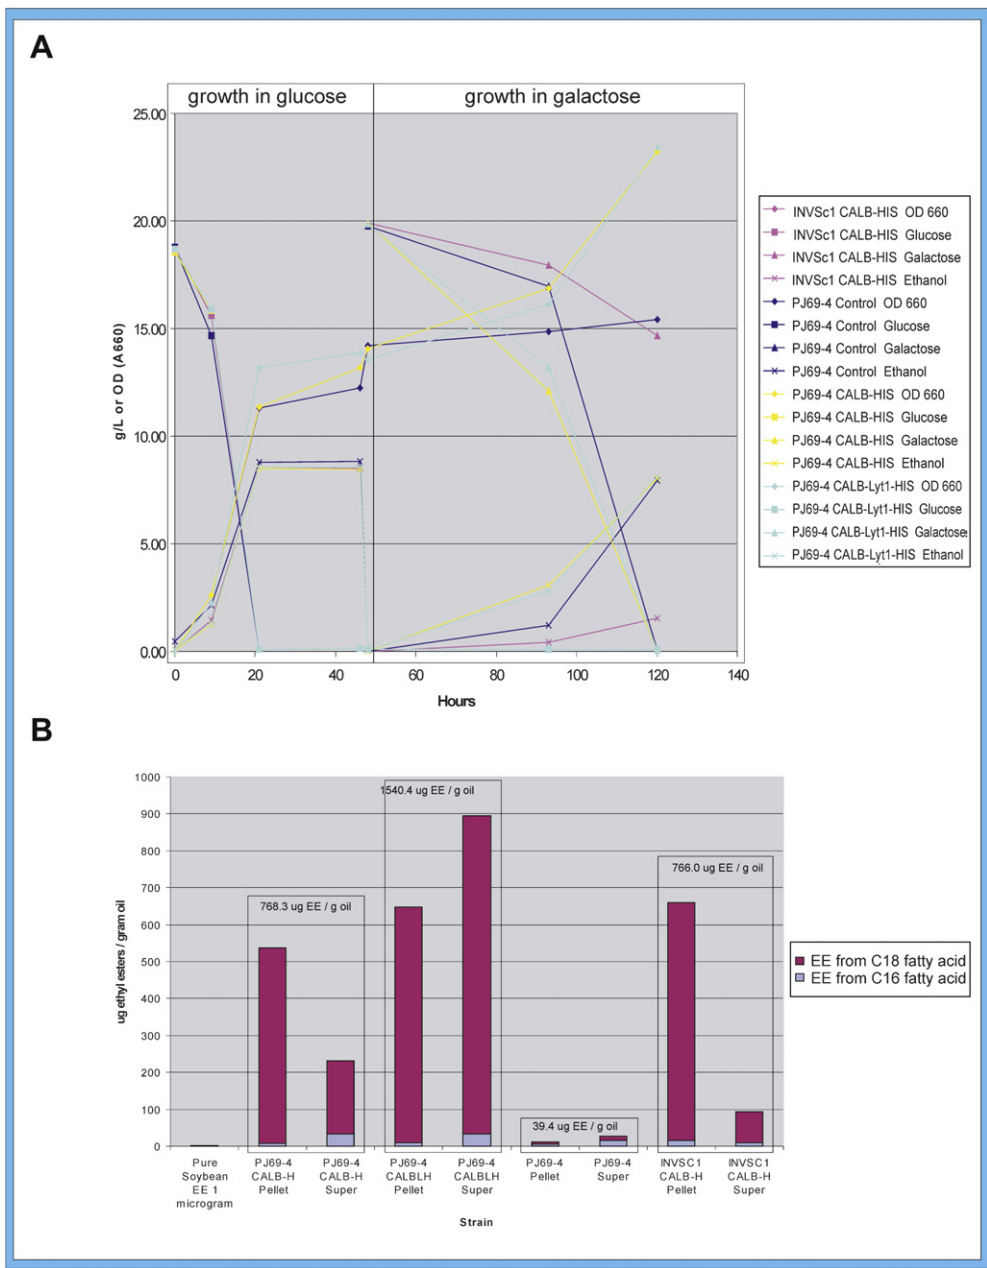 A
growth in glucose
growth in galactose
25.00
20.00
15.00
10.00
5.00
0.00
g/L or OD (A 660)
0 20 40 60 80 100 120 140
Hours
INVSc1 CALB-HIS OD 660
INVSc1 CALB-HIS Glucose
INVSc1 CALB-HIS Galactose
INVSc1 CALB-HIS Ethanol
PJ69-4 Control OD 660
PJ69-4 Control Glucose
PJ69-4 Control Galactose
PJ69-4 Control Ethanol
PJ69-4 CALB-HIS OD 660
PJ69-4 CALB-HIS Glucose
PJ69-4 CALB-HIS Galactose
PJ69-4 CALB-HIS Ethanol
PJ69-4 CALB-Lyt1-HIS OD 660
PJ69-4 CALB-Lyt1-HIS Glucose
PJ69-4 CALB-Lyt1-HIS Galactose
PJ69-4 CALB-Lyt1-HIS Ethanol
B
1000
900
800
700
600
500
400
300
200
100
0
ug ethyl esters / gram oil
768.3 ug EE / g oil
1540.4 ug EE / g oil
39.4 ug EE / g oil
766.0 ug EE / g oil
Pure
Soybean
EE 1
microgram
PJ69-4
CALB-H
Pellet
PJ69-4
CALB-H
Super
PJ69-4
CALBLH
Pellet
PJ69-4
CALBLH
Super
PJ69-4
Pellet
PJ69-4
Super
INVSC1
CALB-H
Pellet
INVSC1
CALB-H
Super
Strain
EE from C18 fatty acid
EE from C16 fatty acid